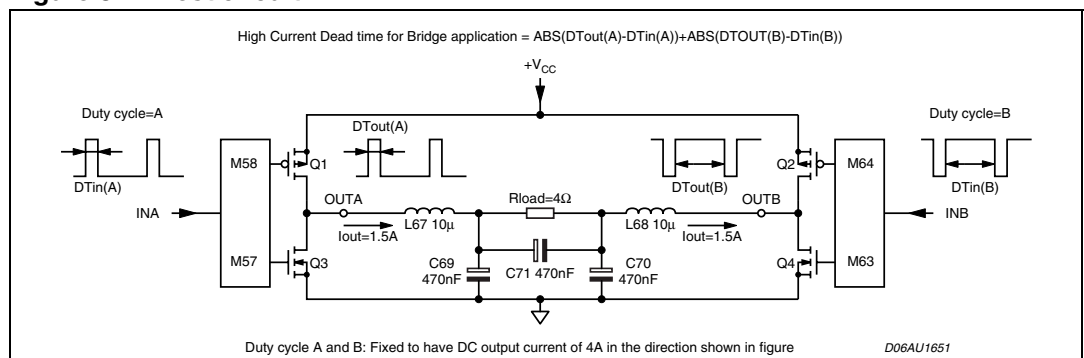 High Current Dead time for Bridge application = ABS(DTout(A)-DTin(A))+ABS(DTOUT(B)-DTin(B))
+VCC
Duty cycle=A
DTin(A)
INA
M58
M57
Q1
Q3
DTout(A)
OUTA
Iout=1.5A
L67 10μ
Rload=4Ω
C69
470nF
C71 470nF
C70
470nF
L68 10μ
Iout=1.5A
DTout(B)
OUTB
Q2
Q4
M64
M63
Duty cycle=B
DTin(B)
INB
Duty cycle A and B: Fixed to have DC output current of 4A in the direction shown in figure
D06AU1651